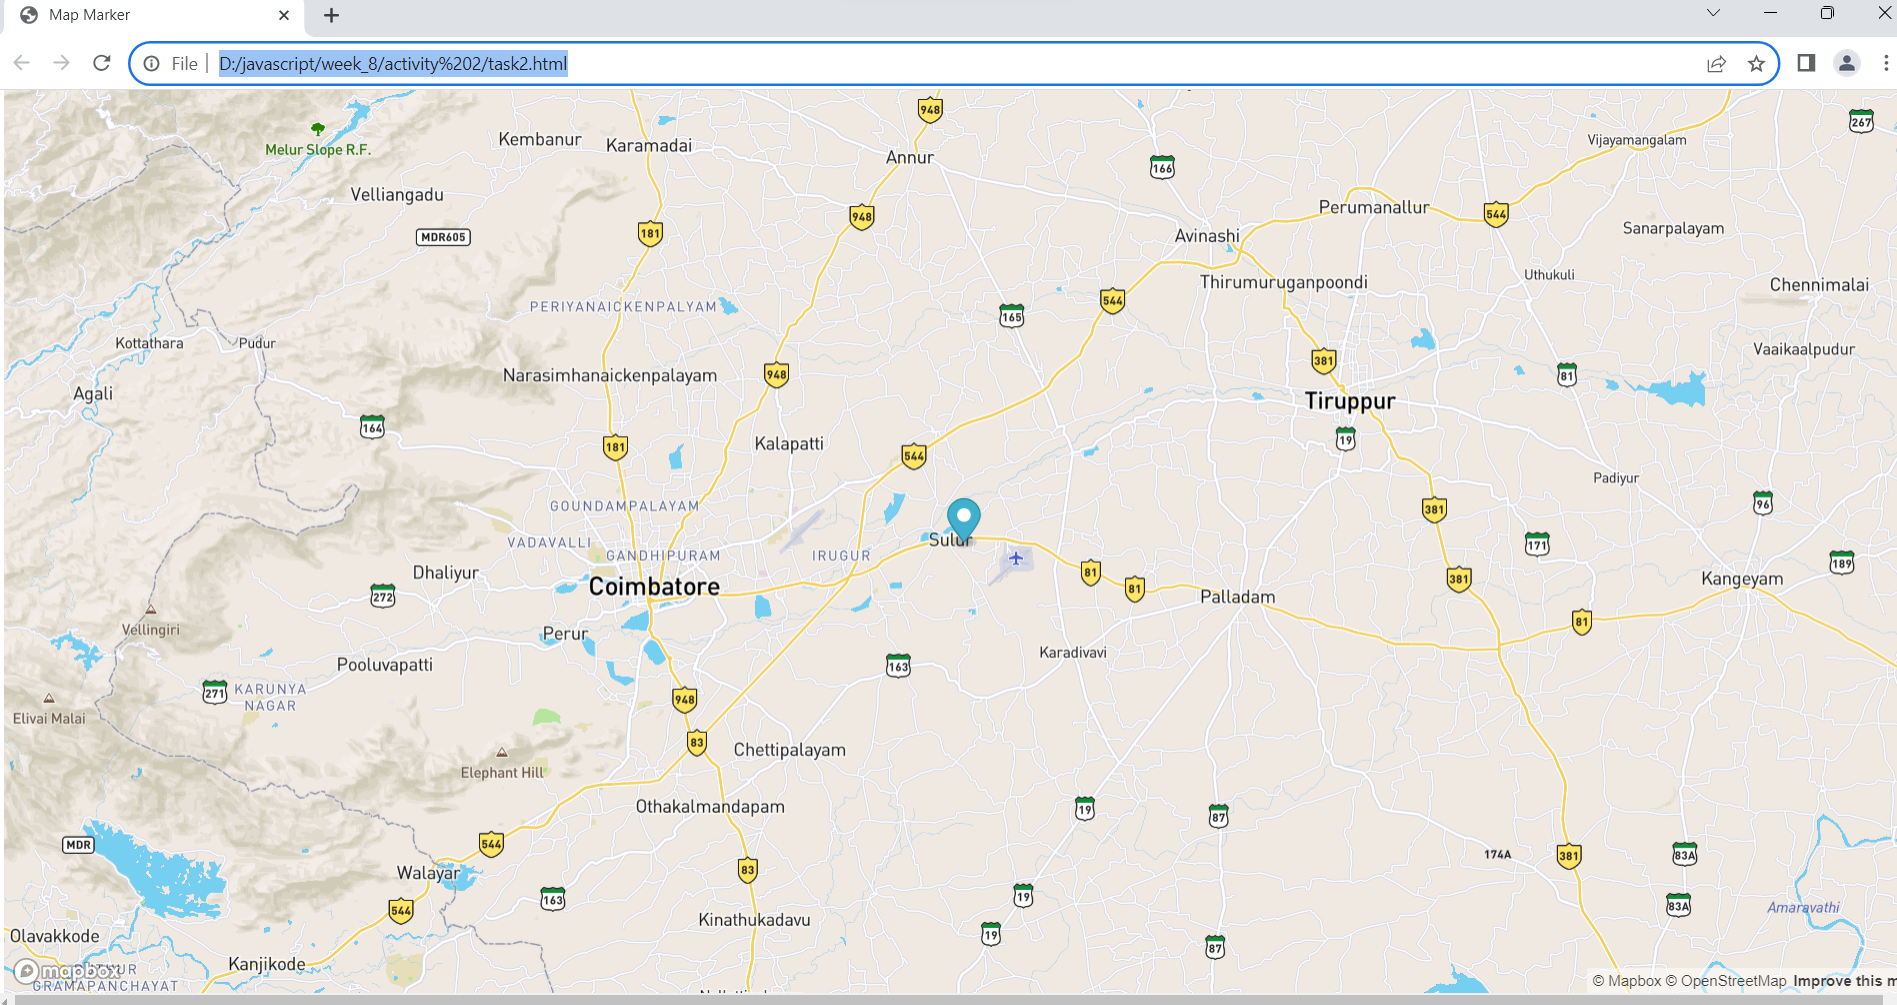 Map Marker
File
D:/javascript/week_8/activity%202/task2.html
948
267
Melur Slope R.F.
Kembanur
Karamadai
Annur
166
Vijayamangalam
Velliangadu
948
Perumanallur
544
Sanarpalayam
MDR605
181
Avinashi
Uthukuli
Thirumuruganpoondi
Chennimalai
PERIYANAICKENPALYAM
165
544
Kottathara
Pudur
Vaaikaalpudur
381
Narasimhanaickenpalayam
948
81
Agali
Tiruppur
164
181
Kalapatti
544
19
Padiyur
GOUNDAMPALAYAM
381
96
VADAVALLI
GANDHIPURAM
IRUGUR
Sulur
171
189
Dhaliyur
Coimbatore
81
81
381
Kangeyam
272
Palladam
Vellingiri
Perur
81
Pooluvapatti
163
Karadivavi
271
KARUNYA
NAGAR
948
Elivai Malai
83
Chettipalayam
Elephant Hill
Othakalmandapam
19
87
MDR
544
174A
381
83A
Walayar
83
163
19
83A
Amaravathi
544
Kinathukadavu
19
87
Olavakkode
Kanjikode
mapbox
GRAMAPANCHAYAT
© Mapbox © OpenStreetMap Improve this m